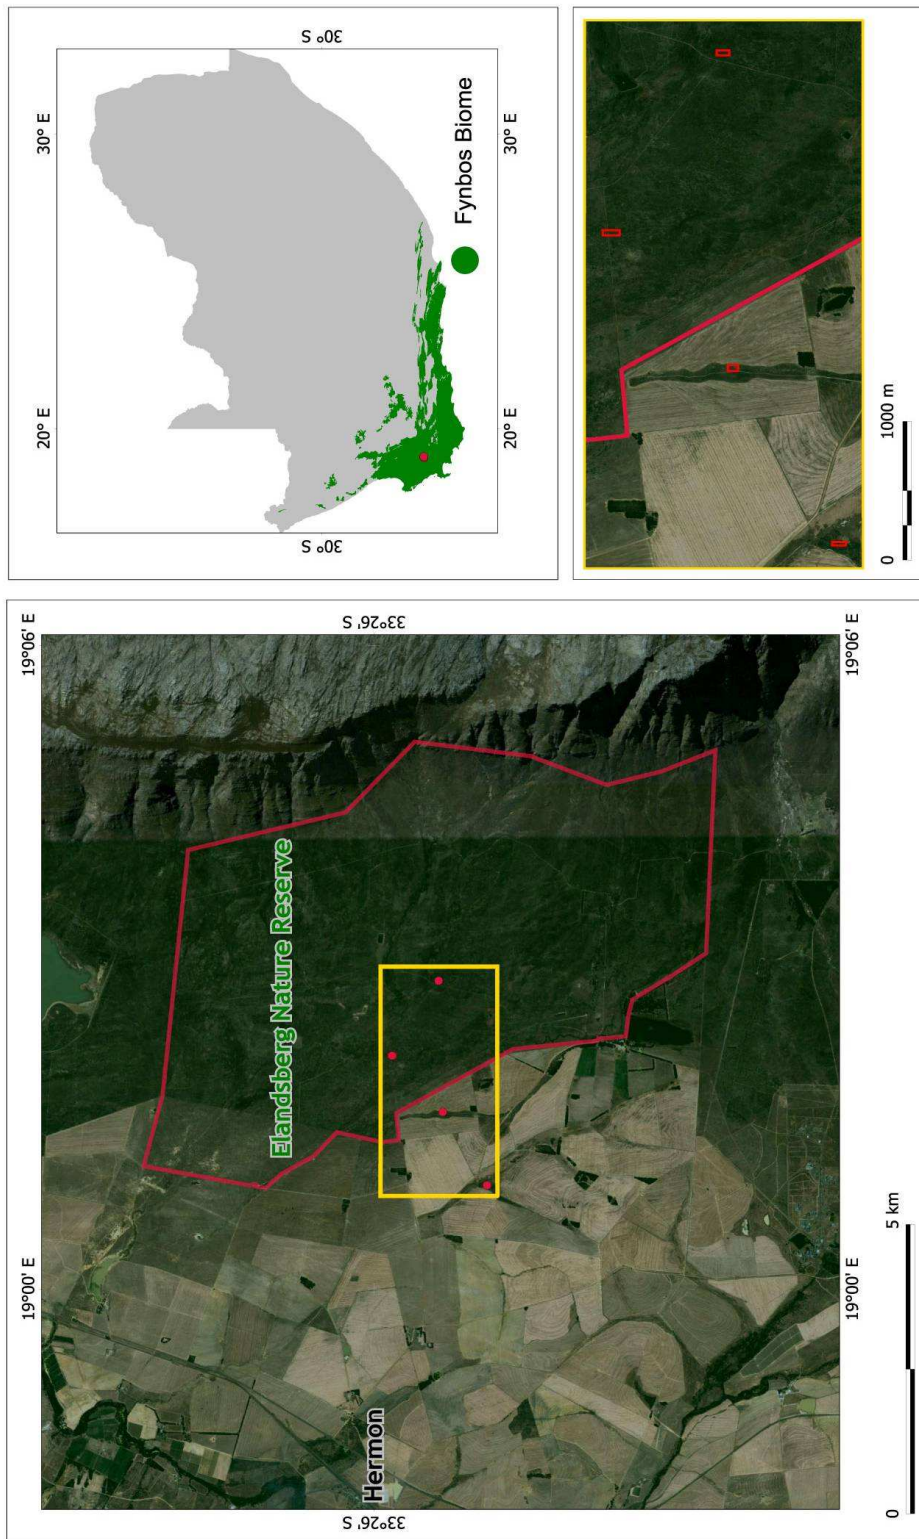 19°00' E
19°06' E
33°26' S
33°26' S
Elandsberg Nature Reserve
Hermon
19°00' E
19°06' E
0
5 km
20° E
30° E
30° S
30° S
20° E
30° E
Fynbos Biome
0
1000 m